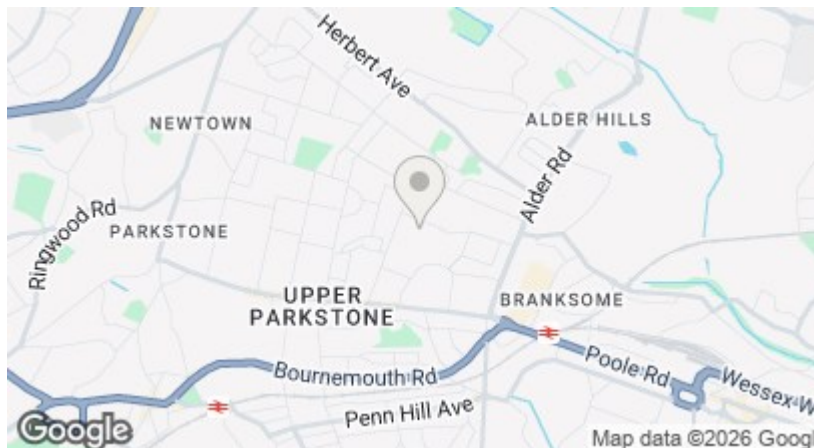 Herbert Ave
NEWTOWN
ALDER HILLS
Alder Rd
Ringwood Rd
PARKSTONE
UPPER
PARKSTONE
BRANKSOME
Bournemouth Rd
Poole Rd
Wessex W
Penn Hill Ave
Google
Map data ©2026 Googl